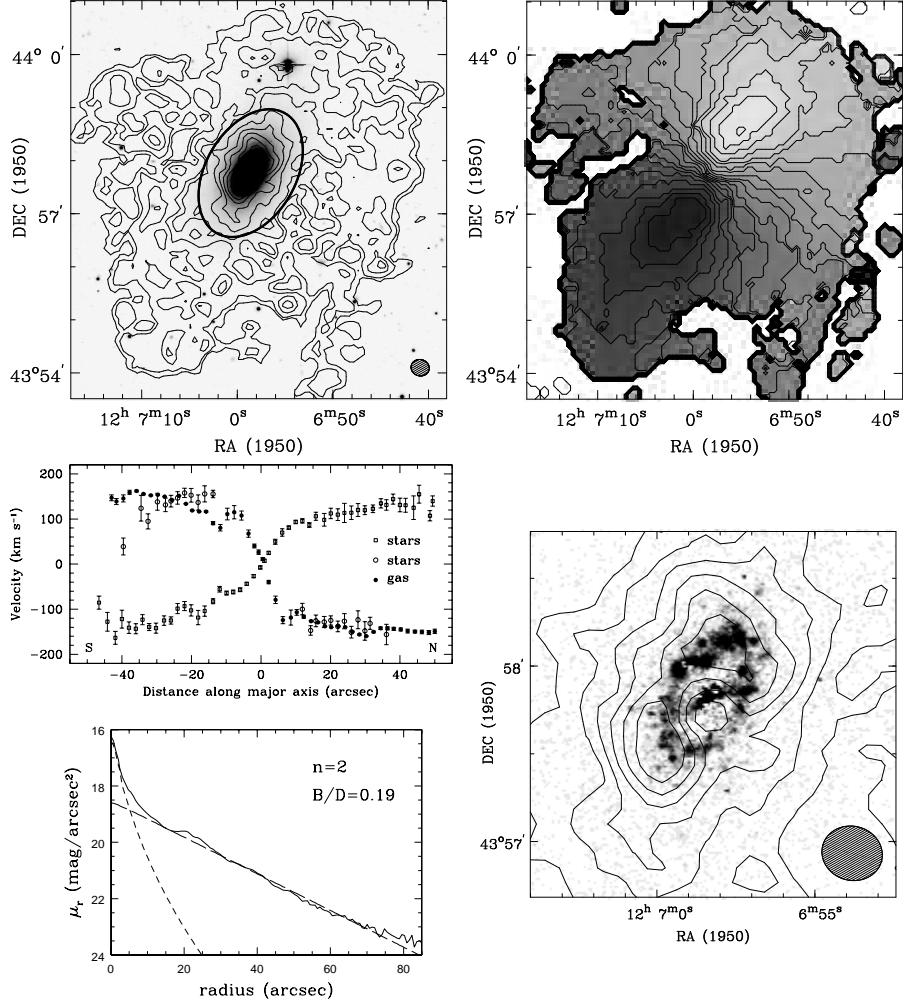 44° 0′
DEC (1950)
57′
43° 54′
12ʰ 7ᵐ10ˢ 0ˢ 6ᵐ50ˢ 40ˢ
RA (1950)
44° 0′
DEC (1950)
57′
43° 54′
12ʰ 7ᵐ10ˢ 0ˢ 6ᵐ50ˢ 40ˢ
RA (1950)
200
100
0
−100
−200
Velocity (km s⁻¹)
stars
stars
gas
S
N
−40 −20 0 20 40
Distance along major axis (arcsec)
58′
DEC (1950)
43°57′
12ʰ 7ᵐ0ˢ 6ᵐ55ˢ
RA (1950)
16
18
20
22
24
μᵣ (mag/arcsec²)
n=2
B/D=0.19
0 20 40 60 80
radius (arcsec)